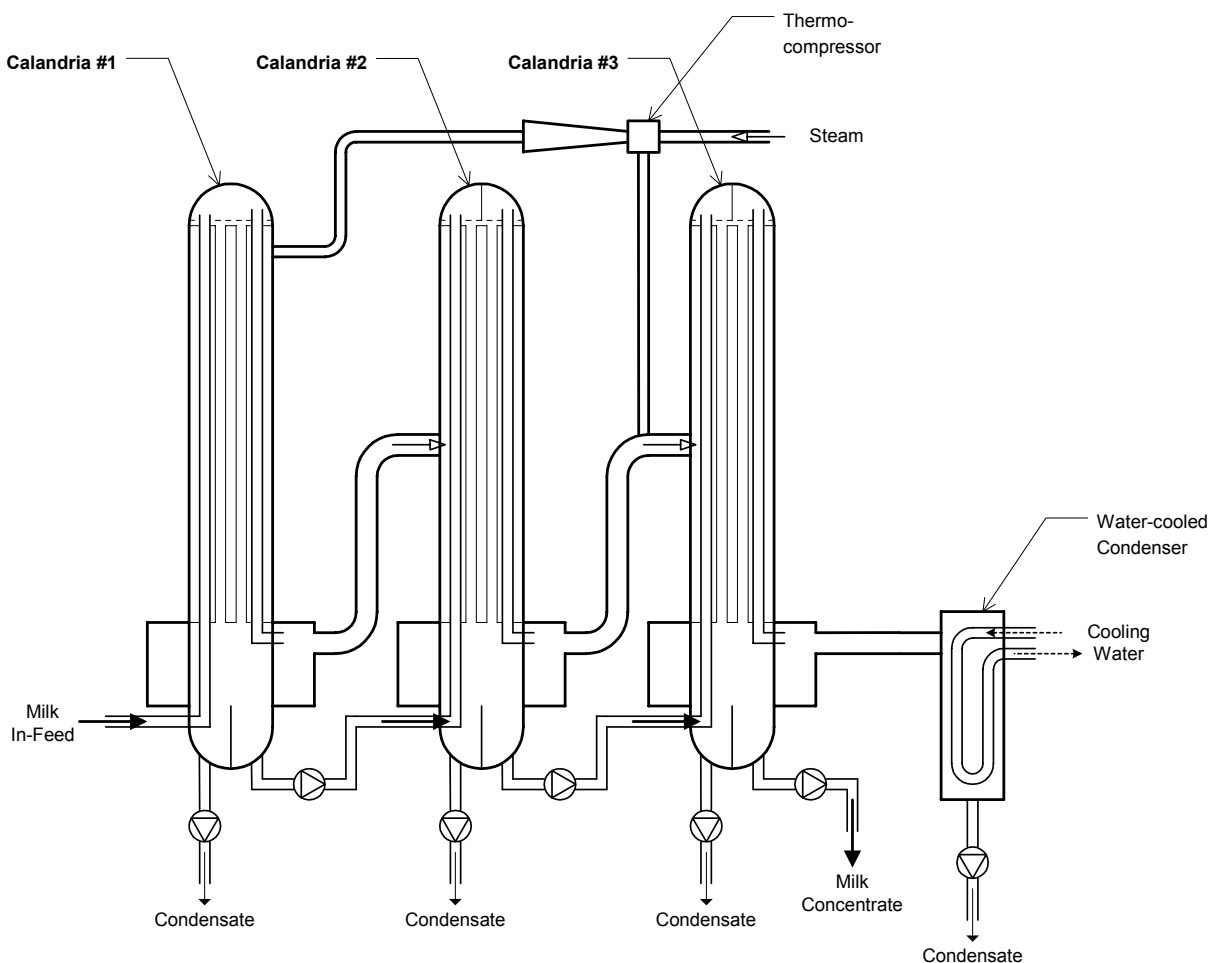 Thermo-
compressor
Calandria #1
Calandria #2
Calandria #3
Steam
Water-cooled
Condenser
Cooling
Water
Milk
In-Feed
Milk
Concentrate
Condensate
Condensate
Condensate
Condensate